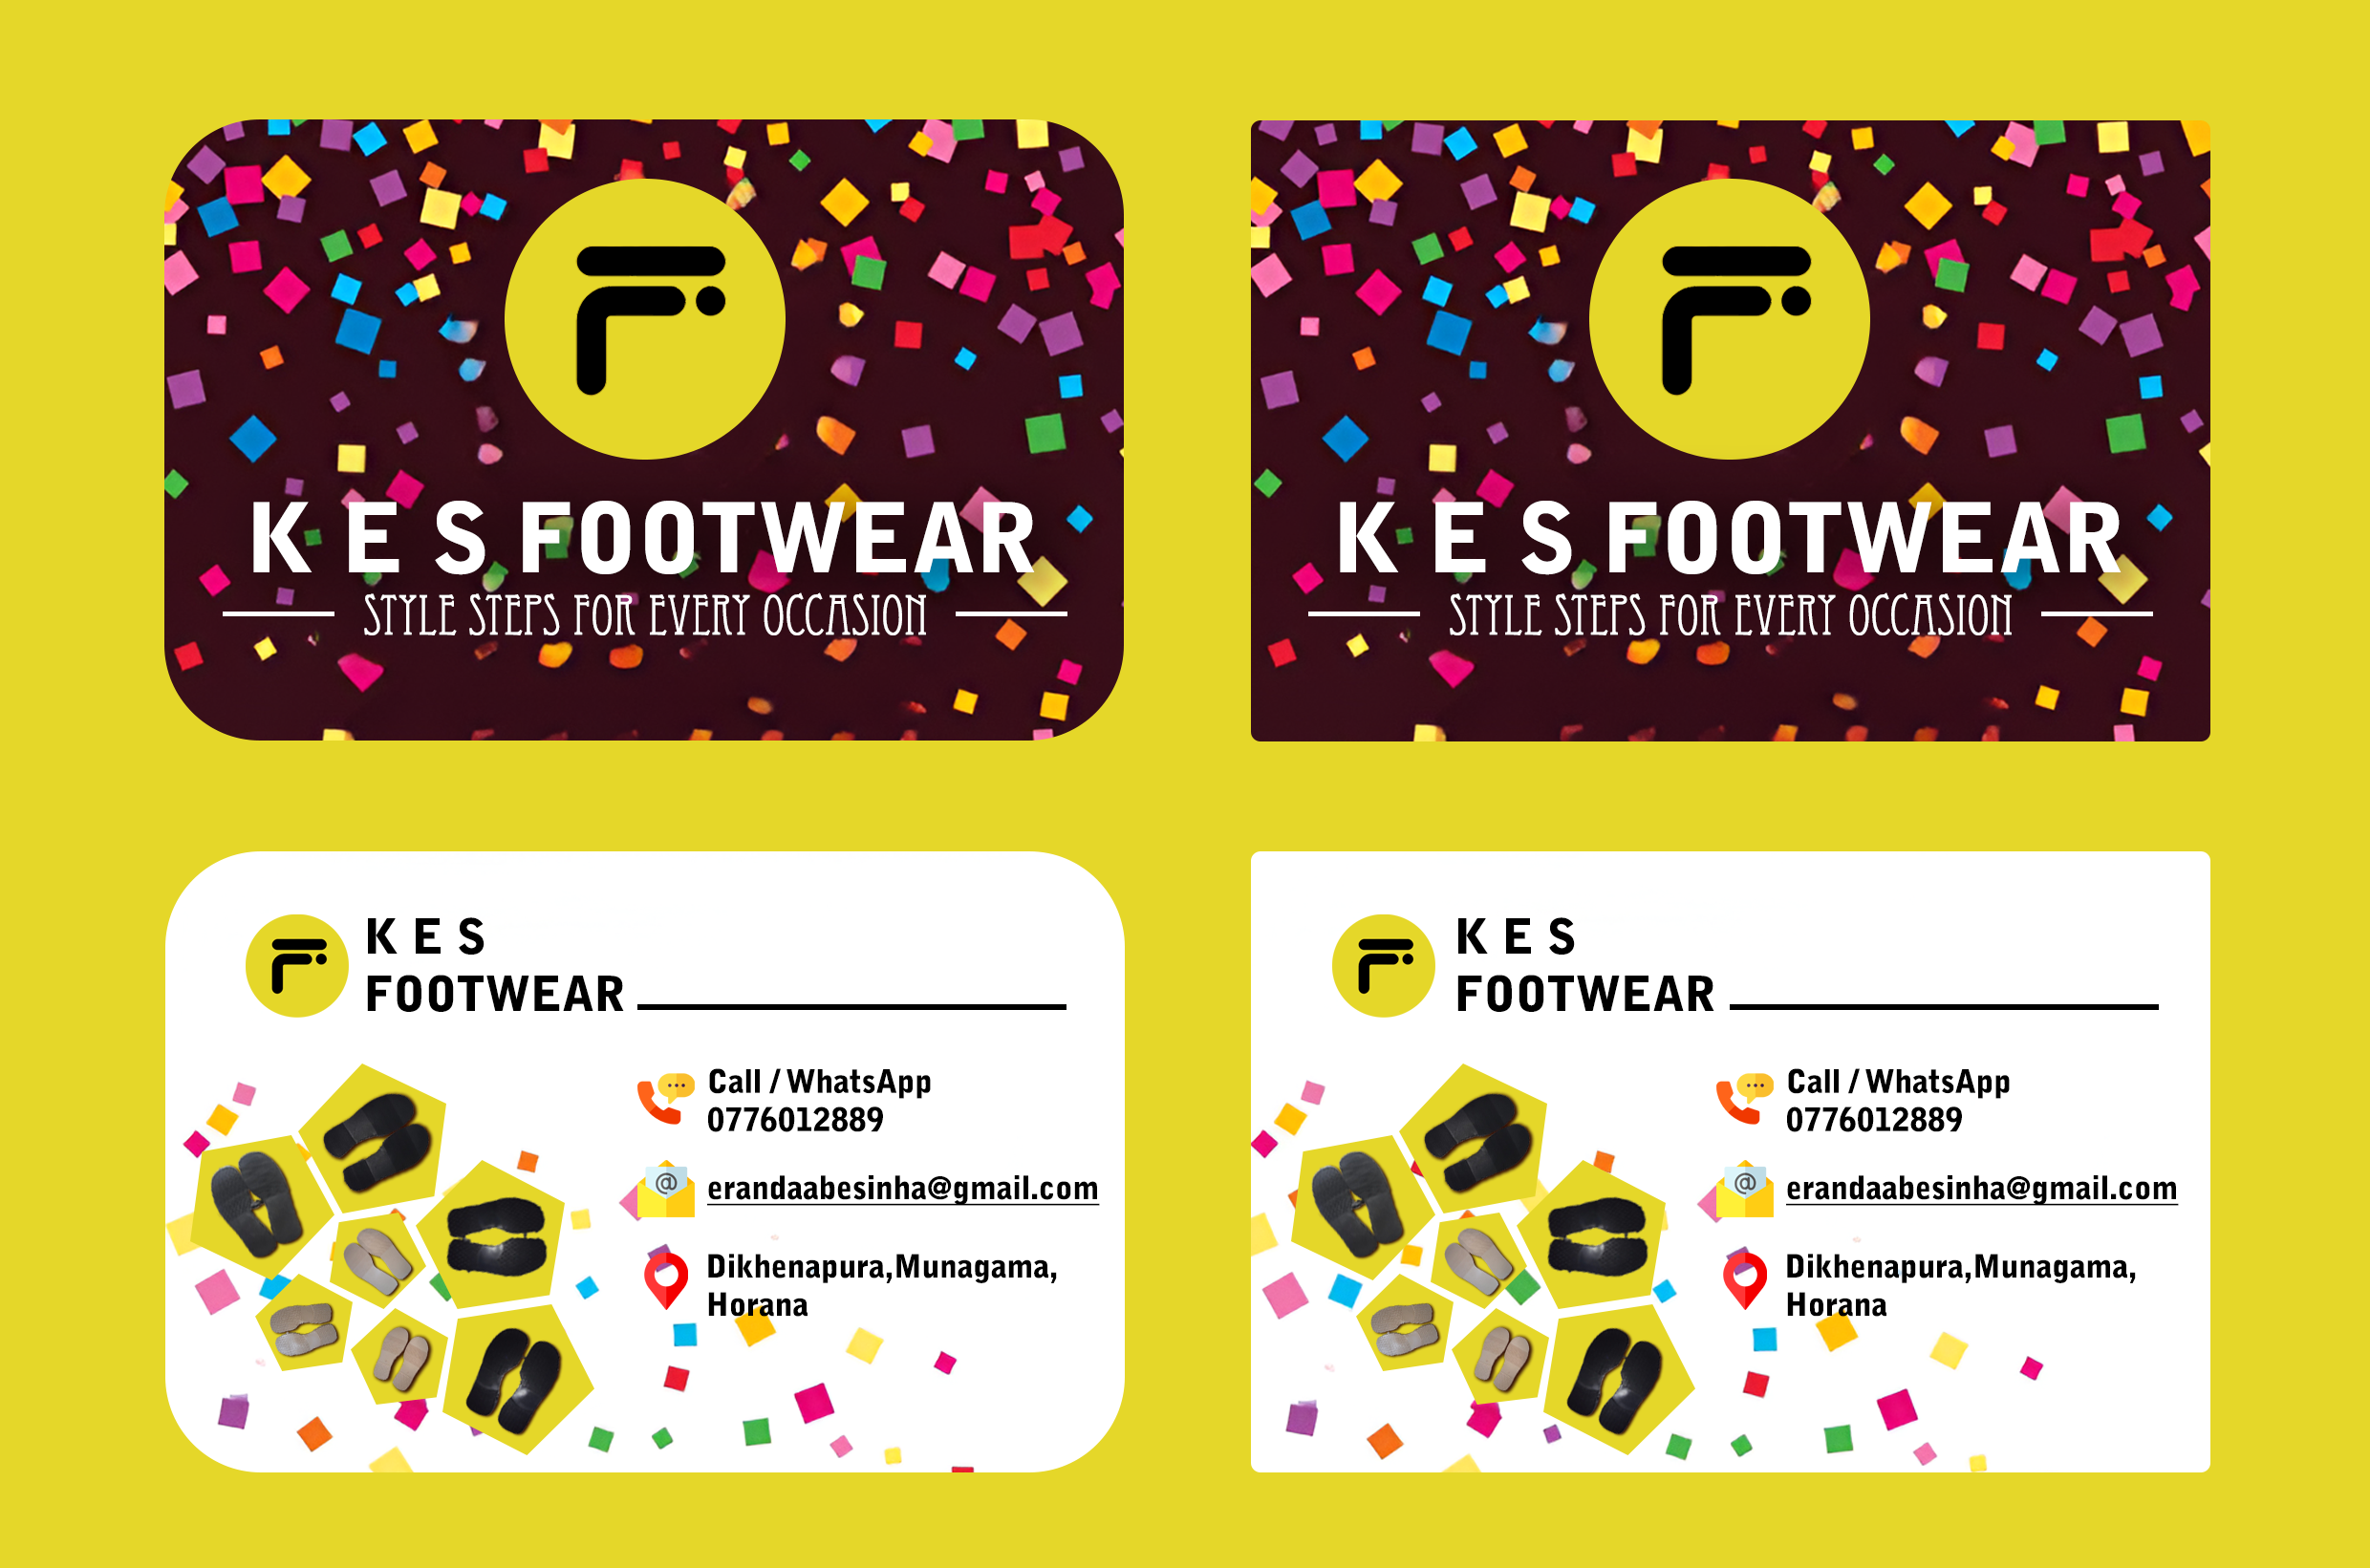 K E S FOOTWEAR
STYLE STEPS FOR EVERY OCCASION
K E S FOOTWEAR
STYLE STEPS FOR EVERY OCCASION
K E S
FOOTWEAR
Call / WhatsApp
0776012889
@
erandaabesinha@gmail.com
Dikhenapura,Munagama,
Horana
K E S
FOOTWEAR
Call / WhatsApp
0776012889
@
erandaabesinha@gmail.com
Dikhenapura,Munagama,
Horana